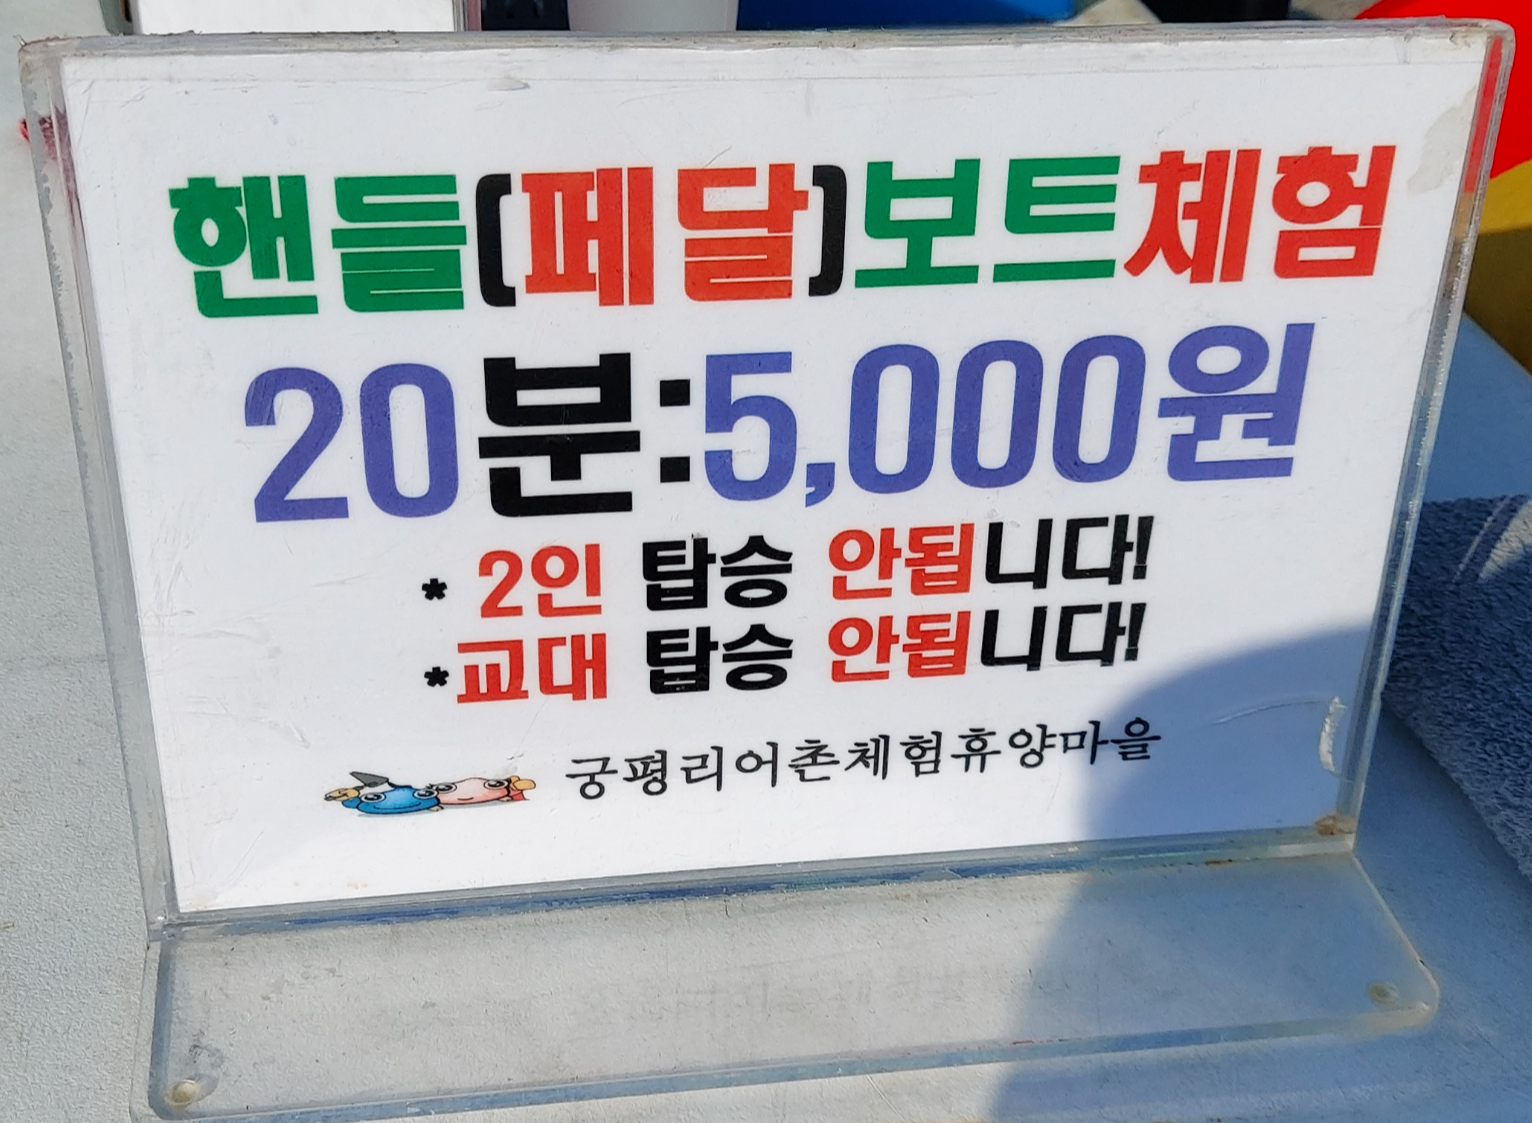 핸들(페달)보트체험
20분:5,000원
* 2인 탑승 안됩니다!
*교대 탑승 안됩니다!
궁평리어촌체험휴양마을